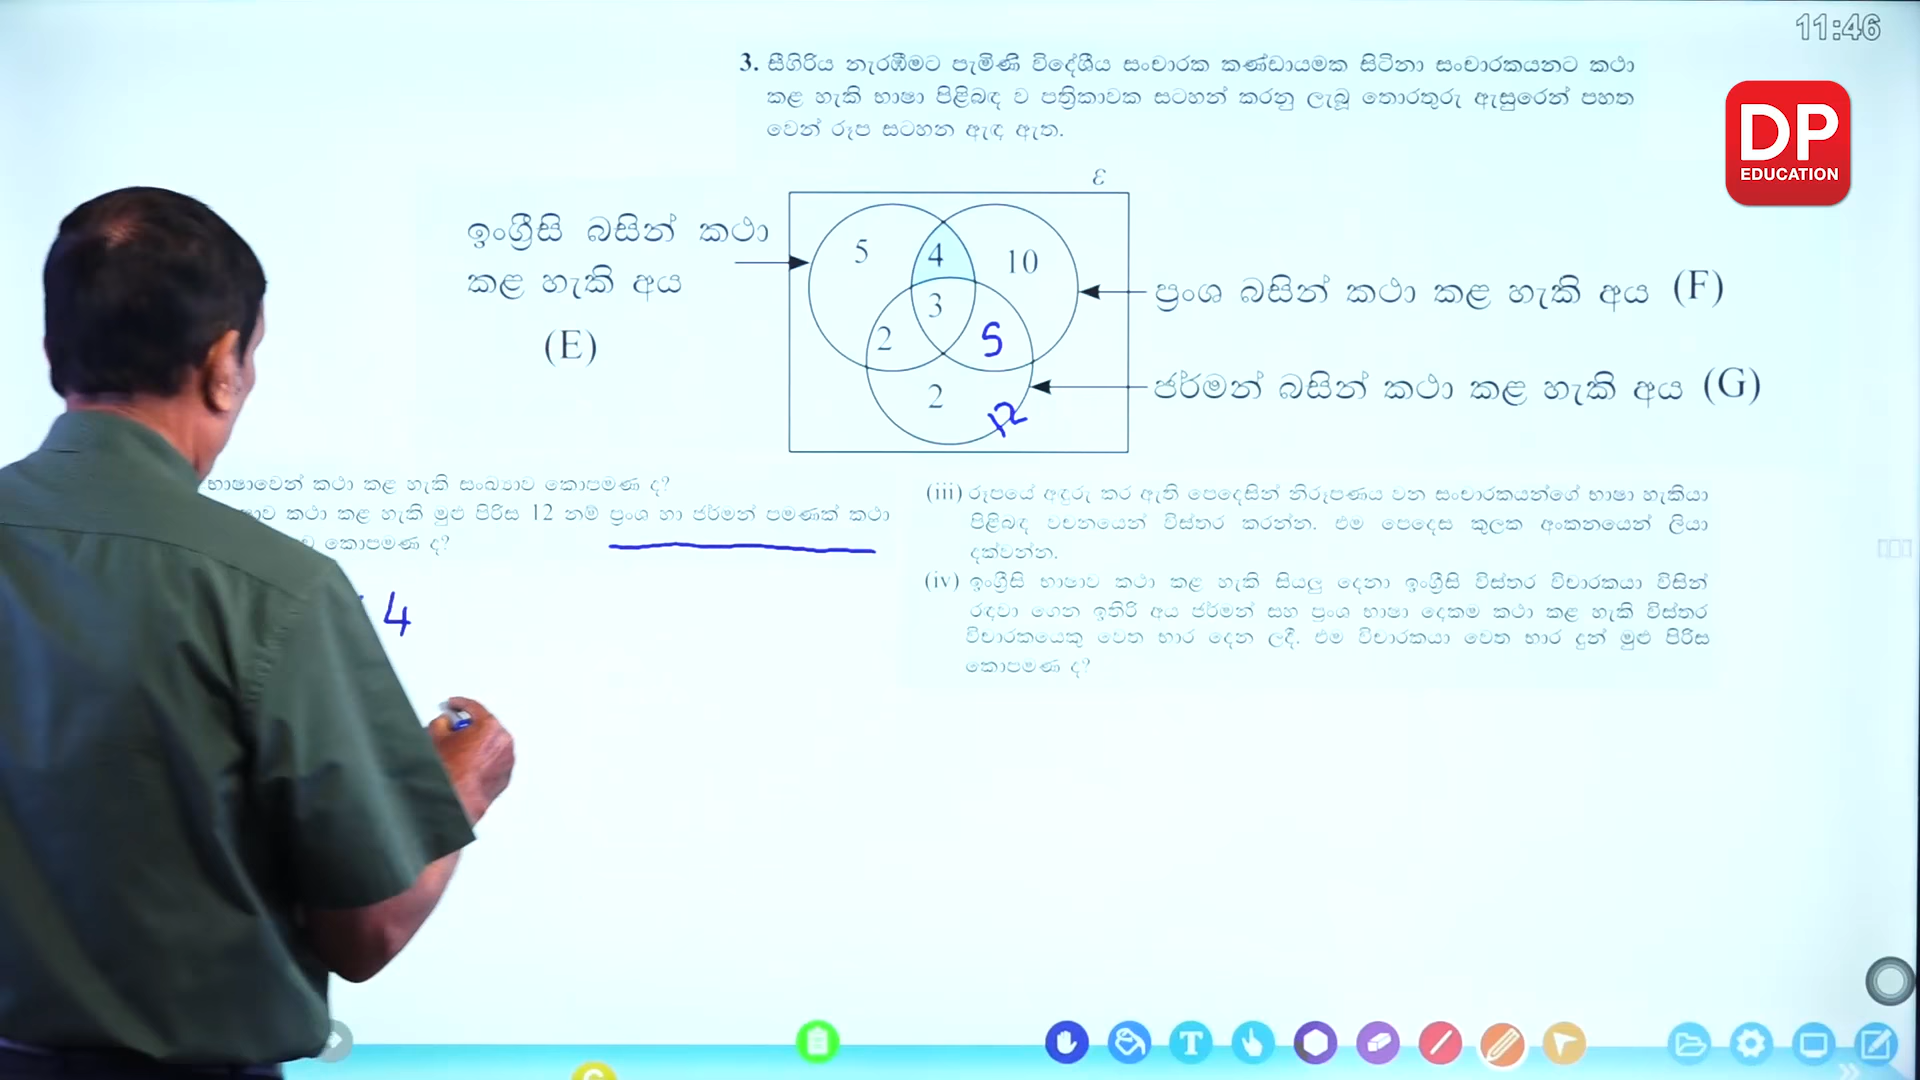 11:46
3. සීගිරිය නැරඹීමට පැමිණි විදේශීය සංචාරක කණ්ඩායමක සිටිනා සංචාරකයනට කථා
කළ හැකි භාෂා පිළිබඳ ව පත්‍රිකාවක සටහන් කරනු ලැබූ තොරතුරු ඇසුරෙන් පහත
වෙන් රූප සටහන ඇඳ ඇත.
DP
EDUCATION
ε
ඉංග්‍රීසි බසින් කථා
කළ හැකි අය
(E)
5
4
10
3
2
5
2
12
ප්‍රංශ බසින් කථා කළ හැකි අය (F)
ජර්මන් බසින් කථා කළ හැකි අය (G)
භාෂාවෙන් කථා කළ හැකි සංඛ්‍යාව කොපමණ ද?
කථා කළ හැකි මුළු පිරිස 12 නම් ප්‍රංශ හා ජර්මන් පමණක් කථා
කොපමණ ද?
4
(iii) රූපයේ අඳුරු කර ඇති පෙදෙසින් නිරූපණය වන සංචාරකයන්ගේ භාෂා හැකියා
පිළිබද වචනයෙන් විස්තර කරන්න. එම පෙදෙස කුලක අංකනයෙන් ලියා
දක්වන්න.
(iv) ඉංග්‍රීසි භාෂාව කථා කළ හැකි සියලු දෙනා ඉංග්‍රීසි විස්තර විචාරකයා විසින්
රඳවා ගෙන ඉතිරි අය ජර්මන් සහ ප්‍රංශ භාෂා දෙකම කථා කළ හැකි විස්තර
විචාරකයෙකු වෙත භාර දෙන ලදී. එම විචාරකයා වෙත භාර දුන් මුළු පිරිස
කොපමණ ද?